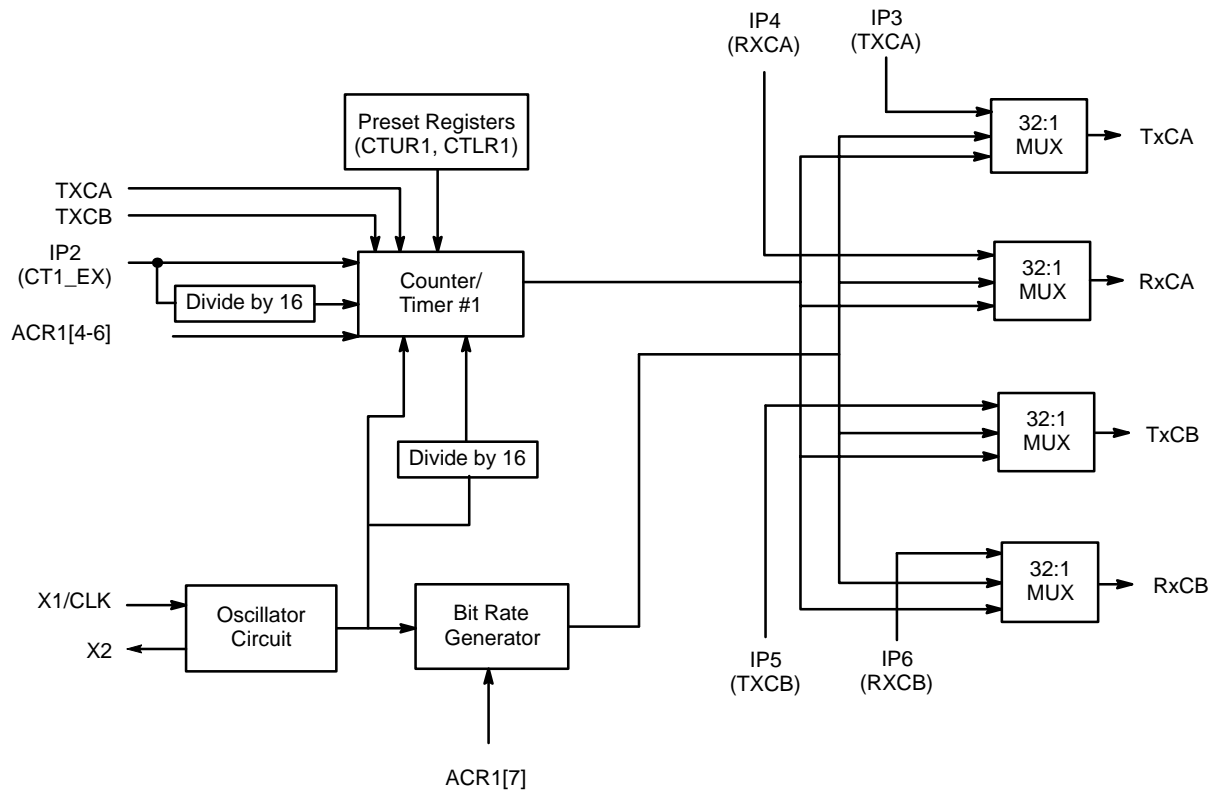 IP4
(RXCA)
IP3
(TXCA)
Preset Registers
(CTUR1, CTLR1)
32:1
MUX
TxCA
TXCA
TXCB
IP2
(CT1_EX)
Counter/
Timer #1
32:1
MUX
RxCA
Divide by 16
ACR1[4-6]
32:1
MUX
TxCB
Divide by 16
32:1
MUX
RxCB
X1/CLK
X2
Oscillator
Circuit
Bit Rate
Generator
IP5
(TXCB)
IP6
(RXCB)
ACR1[7]